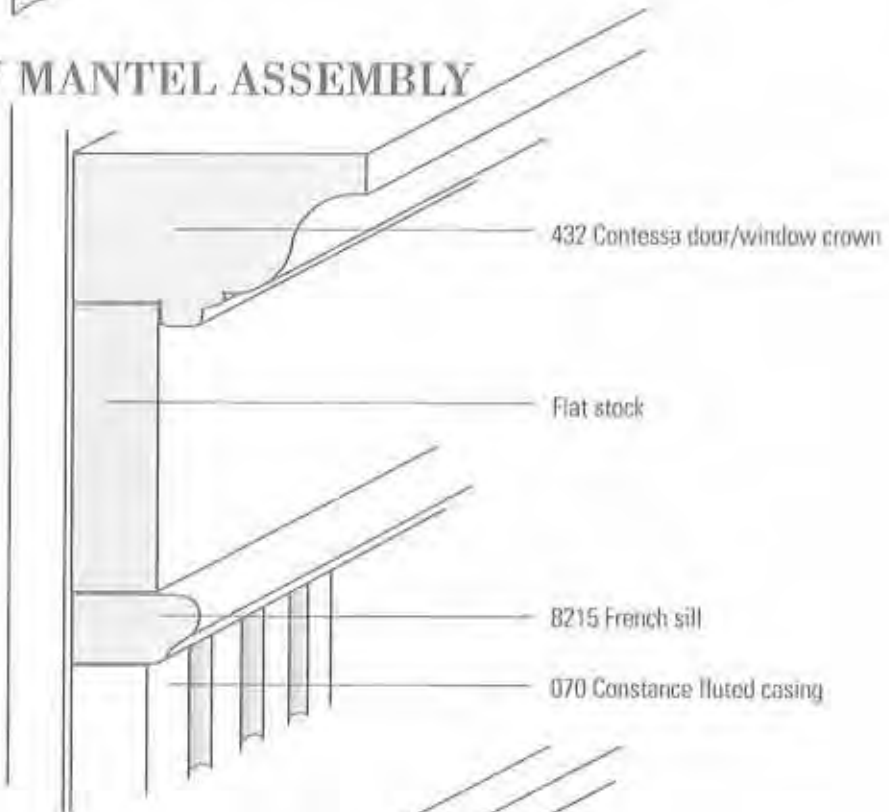 MANTEL ASSEMBLY
432 Contessa door/window crown
Flat stock
8215 French sill
070 Constance fluted casing